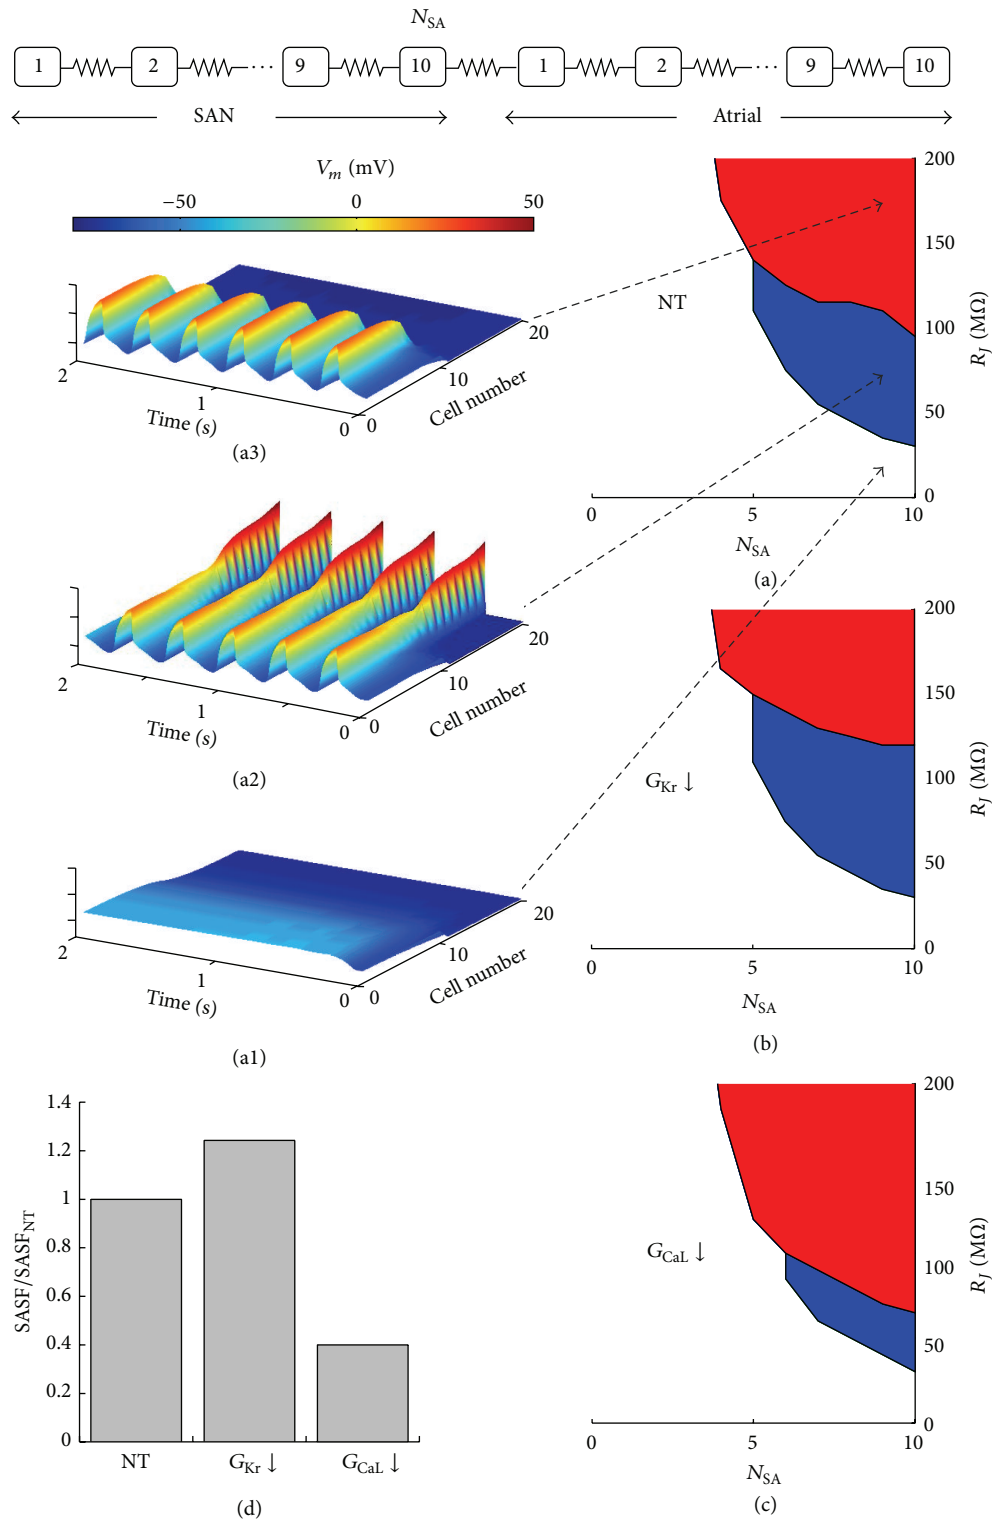 N_SA
1 2 ··· 9 10 1 2 ··· 9 10
SAN Atrial
V_m (mV)
−50 0 50
2 1 0
Time (s)
0 10 20
Cell number
(a3)
2 1 0
Time (s)
0 10 20
Cell number
(a2)
2 1 0
Time (s)
0 10 20
Cell number
(a1)
NT
200
150
100
50
0
R_J (MΩ)
0 5 10
N_SA
(a)
G_Kr ↓
200
150
100
50
0
R_J (MΩ)
0 5 10
N_SA
(b)
1.4
1.2
1
0.8
0.6
0.4
0.2
0
SASF/SASF_NT
NT G_Kr ↓ G_CaL ↓
(d)
G_CaL ↓
200
150
100
50
0
R_J (MΩ)
0 5 10
N_SA
(c)